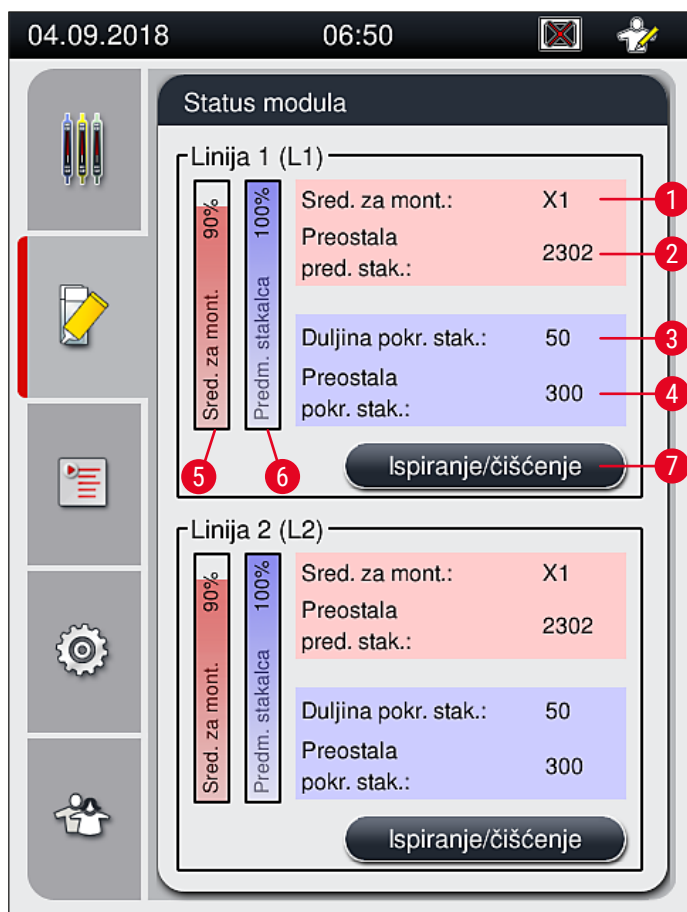 04.09.2018 06:50
Status modula
Linija 1 (L1)
90%
Sred. za mont.
100%
Predm. stakalca
Sred. za mont.: X1 1
Preostala
pred. stak.: 2302 2
Duljina pokr. stak.: 50 3
Preostala
pokr. stak.: 300 4
5 6
Ispiranje/čišćenje 7
Linija 2 (L2)
90%
Sred. za mont.
100%
Predm. stakalca
Sred. za mont.: X1
Preostala
pred. stak.: 2302
Duljina pokr. stak.: 50
Preostala
pokr. stak.: 300
Ispiranje/čišćenje